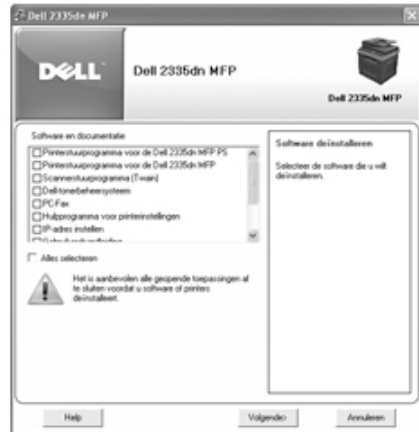 Dell 2335dn MFP
DELL
Dell 2335dn MFP
Dell 2335dn MFP
Software en documentatie
Printerstuurprogramma voor de Dell 2335dn MFP PS
Printerstuurprogramma voor de Dell 2335dn MFP
Scannerstuurprogramma (Twain)
Dell-tonerbeheersysteem
PC-Fax
Hulpprogramma voor printerinstellingen
IP-adres instellen
Gebruikershandleiding
Alles selecteren
Het is aanbevolen alle geopende toepassingen af
te sluiten voordat u software of printers
deïnstalleert.
Software deïnstalleren
Selecteer de software die u wilt
deïnstalleren.
Help
Volgende>
Annuleren